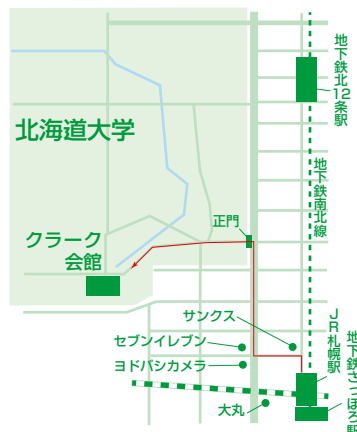 地下鉄北12条駅
北海道大学
地下鉄南北線
正門
クラーク
会館
サンクス
JR札幌駅
地下鉄さっぽろ駅
セブンイレブン
ヨドバシカメラ
大丸